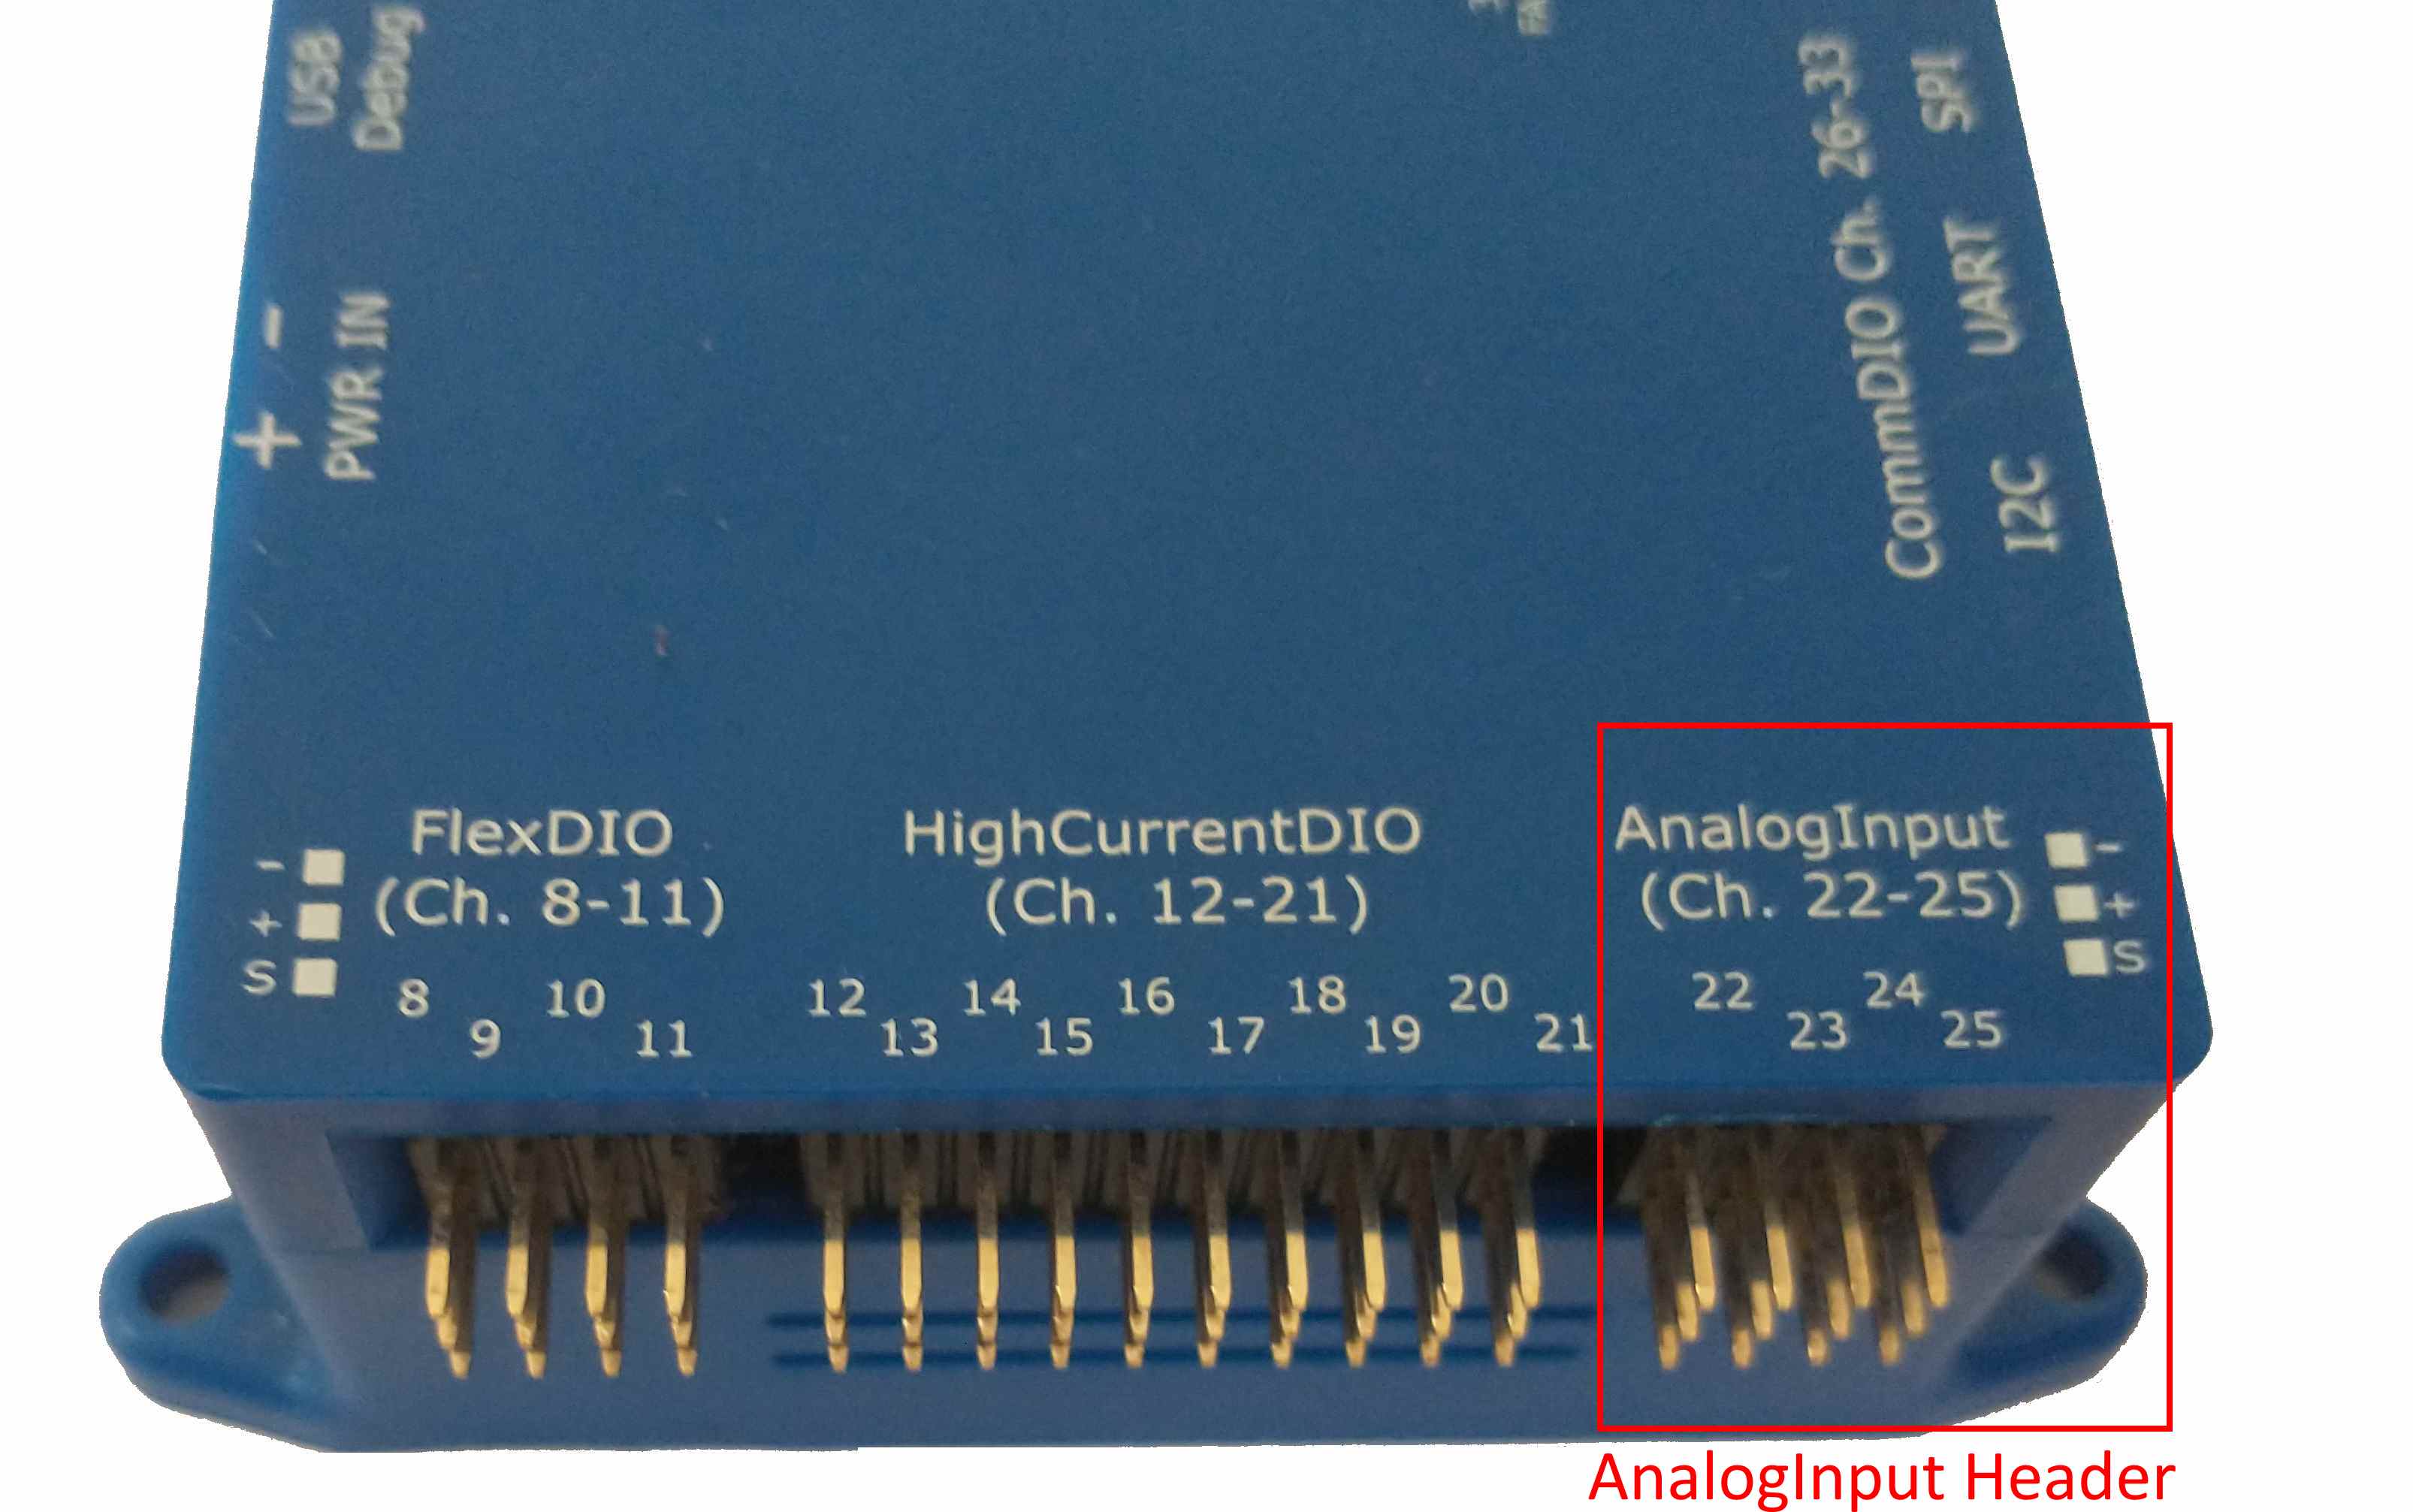 USB
Debug
- +
PWR IN
CommDIO Ch. 26-33
SPI
UART
I2C
FlexDIO
(Ch. 8-11)
-
+
S
8 9 10 11
HighCurrentDIO
(Ch. 12-21)
12 13 14 15 16 17 18 19 20 21
AnalogInput
(Ch. 22-25)
-
+
S
22 23 24 25
AnalogInput Header